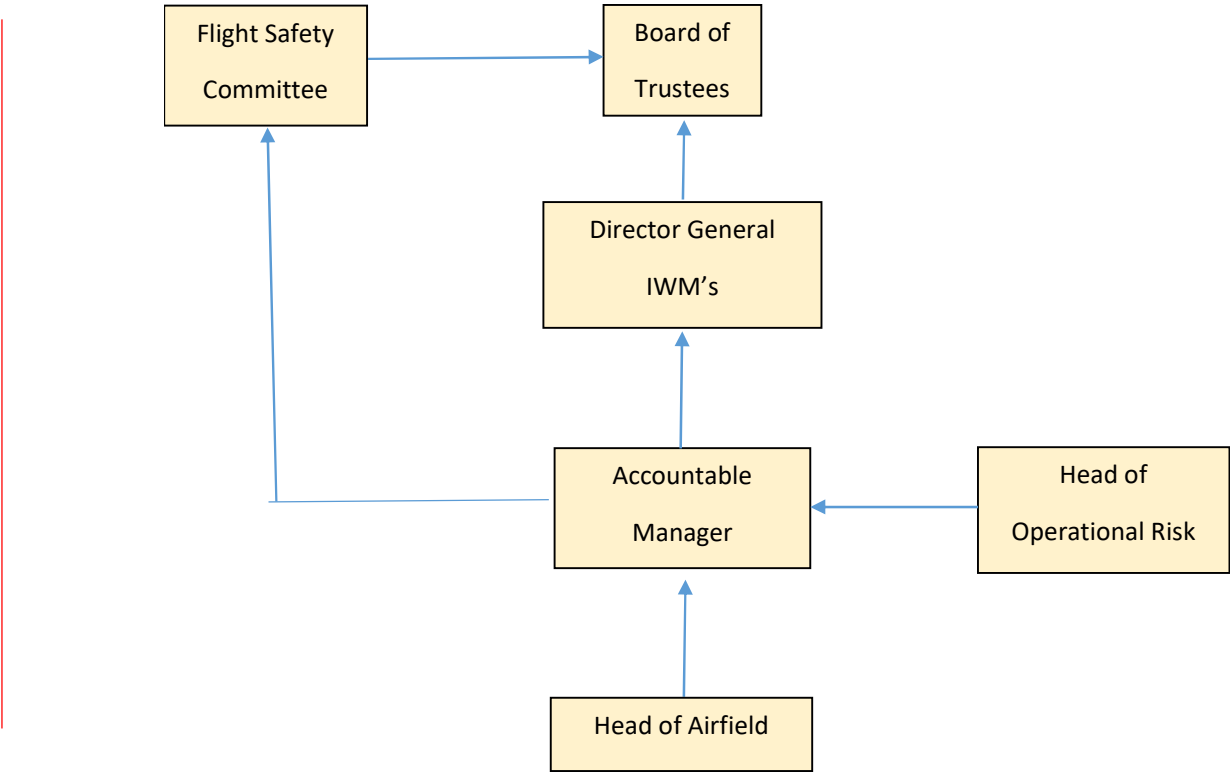 Flight Safety
Committee
Board of
Trustees
Director General
IWM’s
Accountable
Manager
Head of
Operational Risk
Head of Airfield